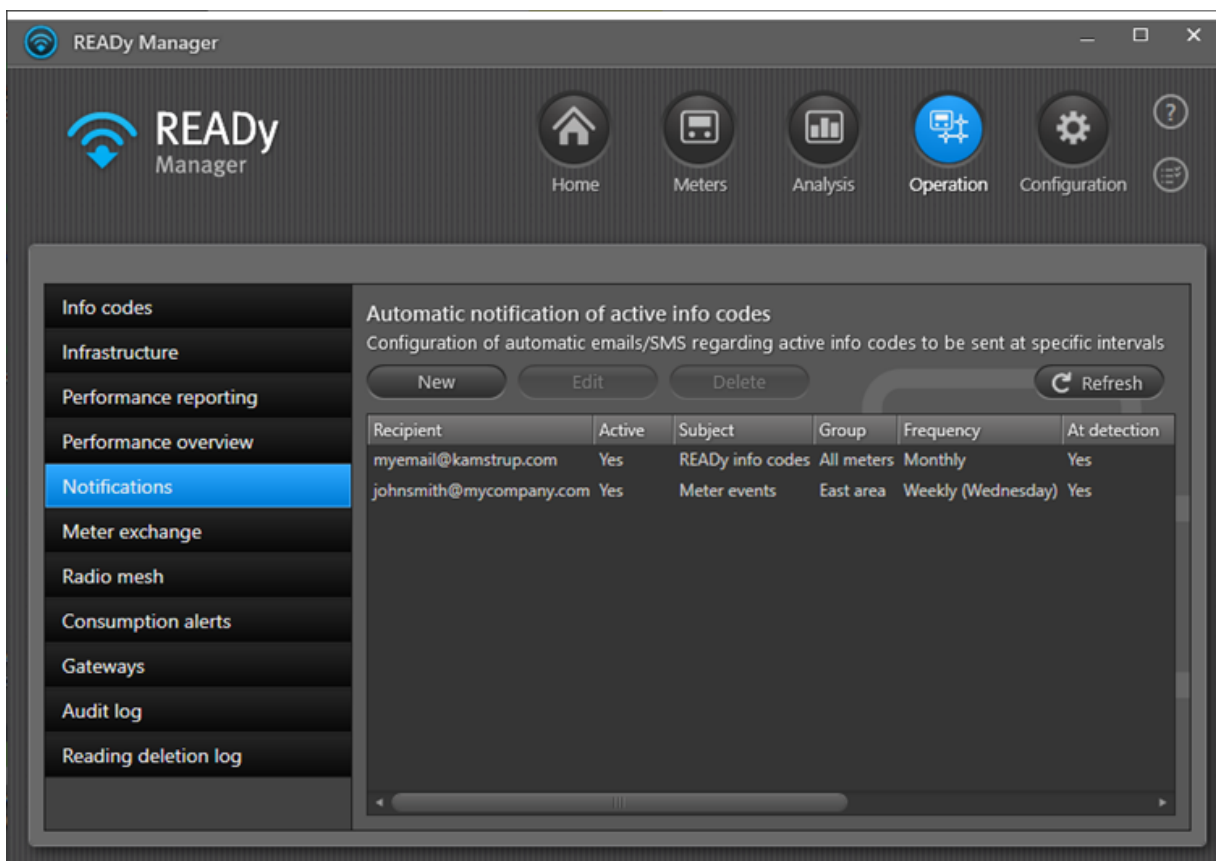 READy Manager
READy
Manager
Home Meters Analysis Operation Configuration
?
Info codes
Infrastructure
Performance reporting
Performance overview
Notifications
Meter exchange
Radio mesh
Consumption alerts
Gateways
Audit log
Reading deletion log
Automatic notification of active info codes
Configuration of automatic emails/SMS regarding active info codes to be sent at specific intervals
New Edit Delete Refresh
Recipient Active Subject Group Frequency At detection
myemail@kamstrup.com Yes READy info codes All meters Monthly Yes
johnsmith@mycompany.com Yes Meter events East area Weekly (Wednesday) Yes